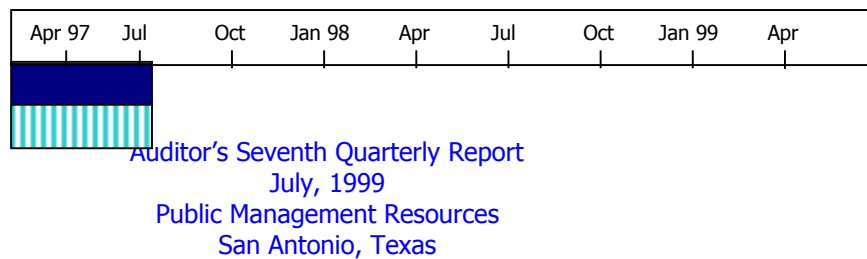 Apr 97 Jul Oct Jan 98 Apr Jul Oct Jan 99 Apr
Auditor’s Seventh Quarterly Report
July, 1999
Public Management Resources
San Antonio, Texas